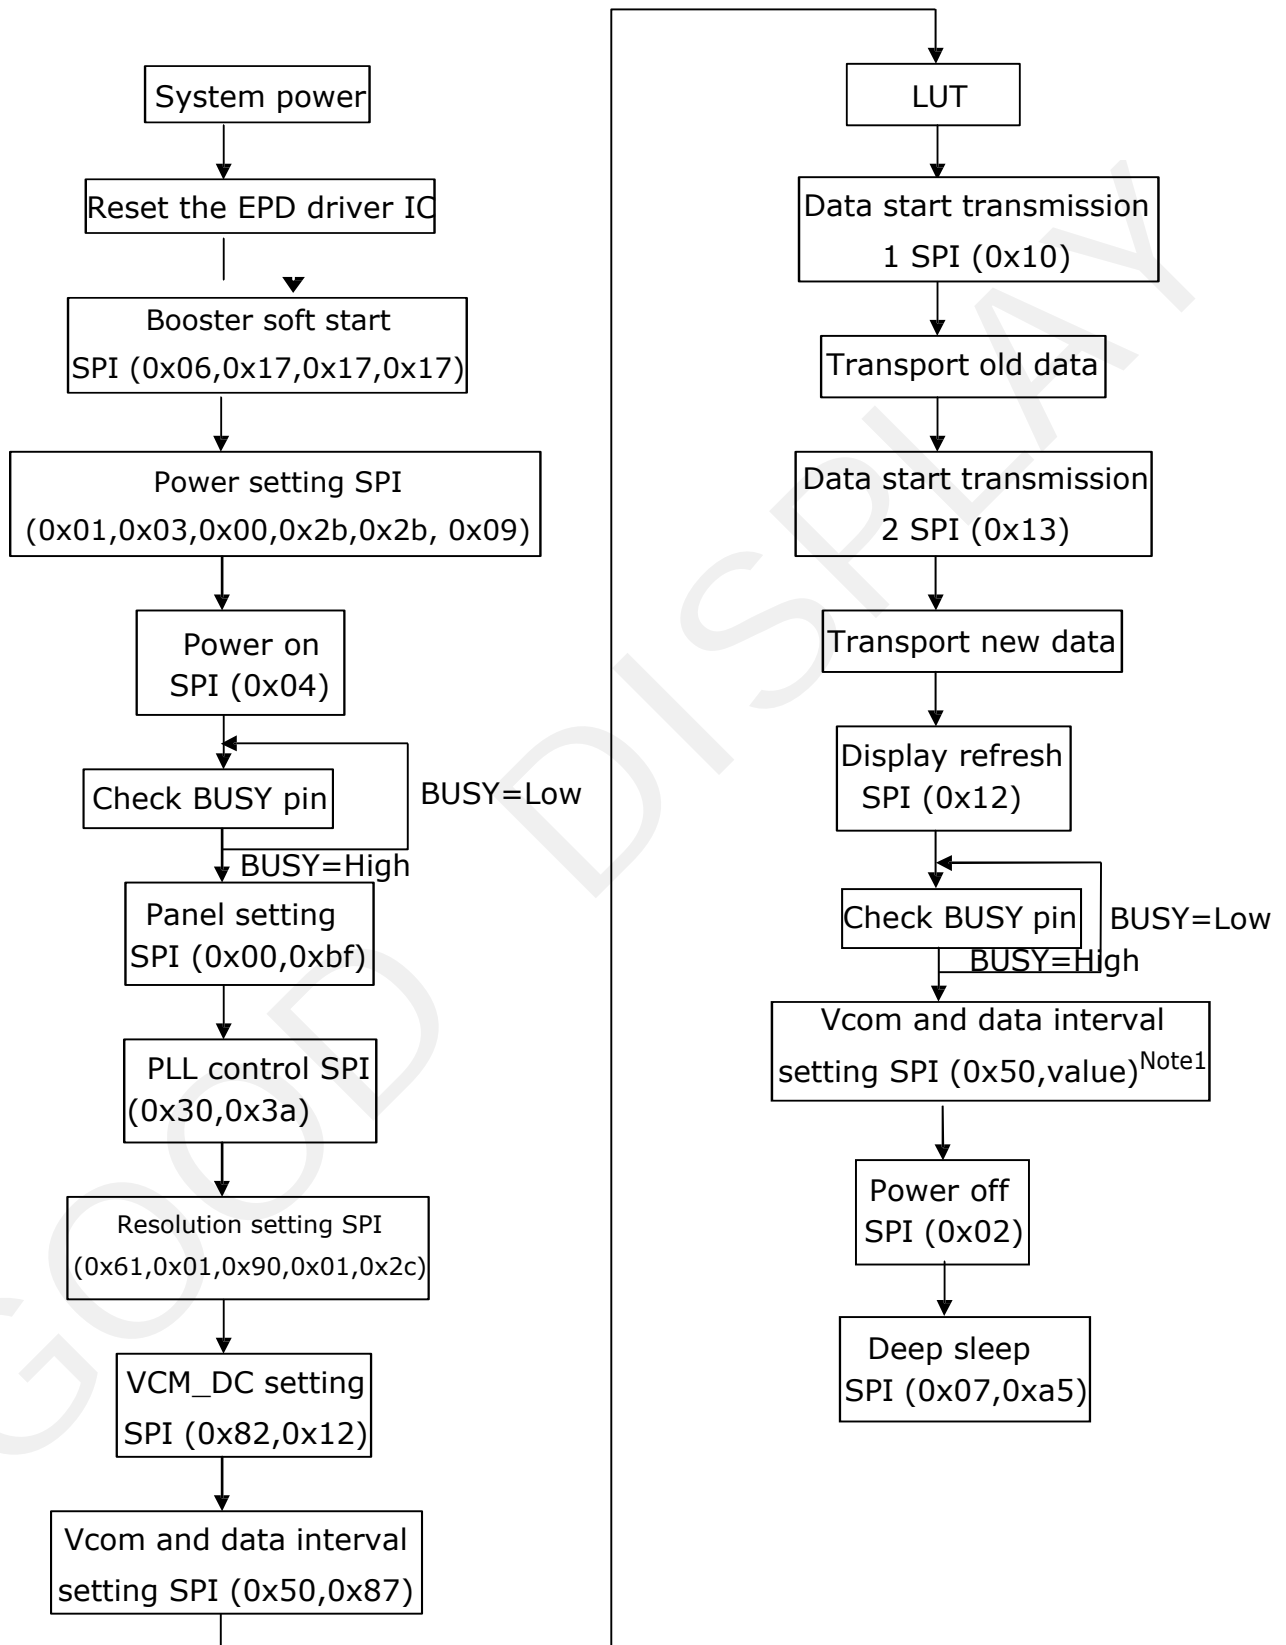 System power
Reset the EPD driver IC
Booster soft start
SPI (0x06,0x17,0x17,0x17)
Power setting SPI
(0x01,0x03,0x00,0x2b,0x2b, 0x09)
Power on
SPI (0x04)
Check BUSY pin
BUSY=Low
BUSY=High
Panel setting
SPI (0x00,0xbf)
PLL control SPI
(0x30,0x3a)
Resolution setting SPI
(0x61,0x01,0x90,0x01,0x2c)
VCM_DC setting
SPI (0x82,0x12)
Vcom and data interval
setting SPI (0x50,0x87)
LUT
Data start transmission
1 SPI (0x10)
Transport old data
Data start transmission
2 SPI (0x13)
Transport new data
Display refresh
SPI (0x12)
Check BUSY pin
BUSY=Low
BUSY=High
Vcom and data interval
setting SPI (0x50,value)Note1
Power off
SPI (0x02)
Deep sleep
SPI (0x07,0xa5)
GOOD DISPLAY